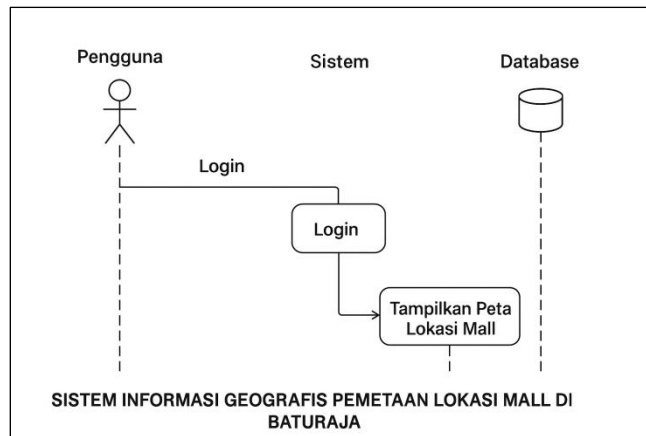 Pengguna
Sistem
Database
Login
Login
Tampilkan Peta
Lokasi Mall
SISTEM INFORMASI GEOGRAFIS PEMETAAN LOKASI MALL DI
BATURAJA